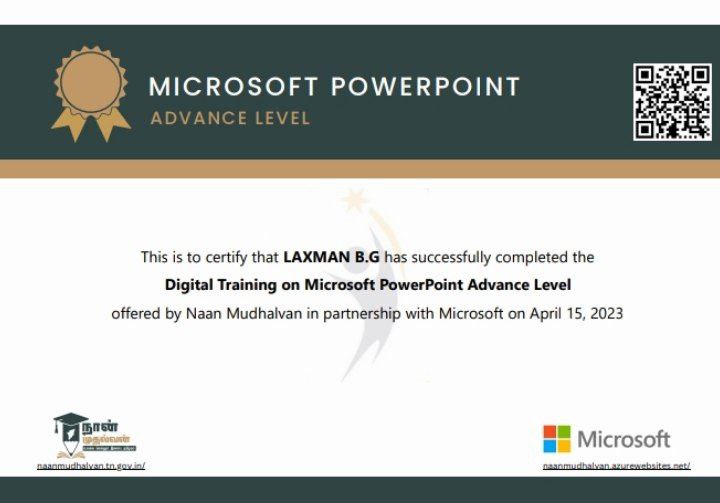 MICROSOFT POWERPOINT
ADVANCE LEVEL
This is to certify that LAXMAN B.G has successfully completed the
Digital Training on Microsoft PowerPoint Advance Level
offered by Naan Mudhalvan in partnership with Microsoft on April 15, 2023
நான்
முதல்வன்
naanmudhalvan.tn.gov.in/
Microsoft
naanmudhalvan.azurewebsites.net/